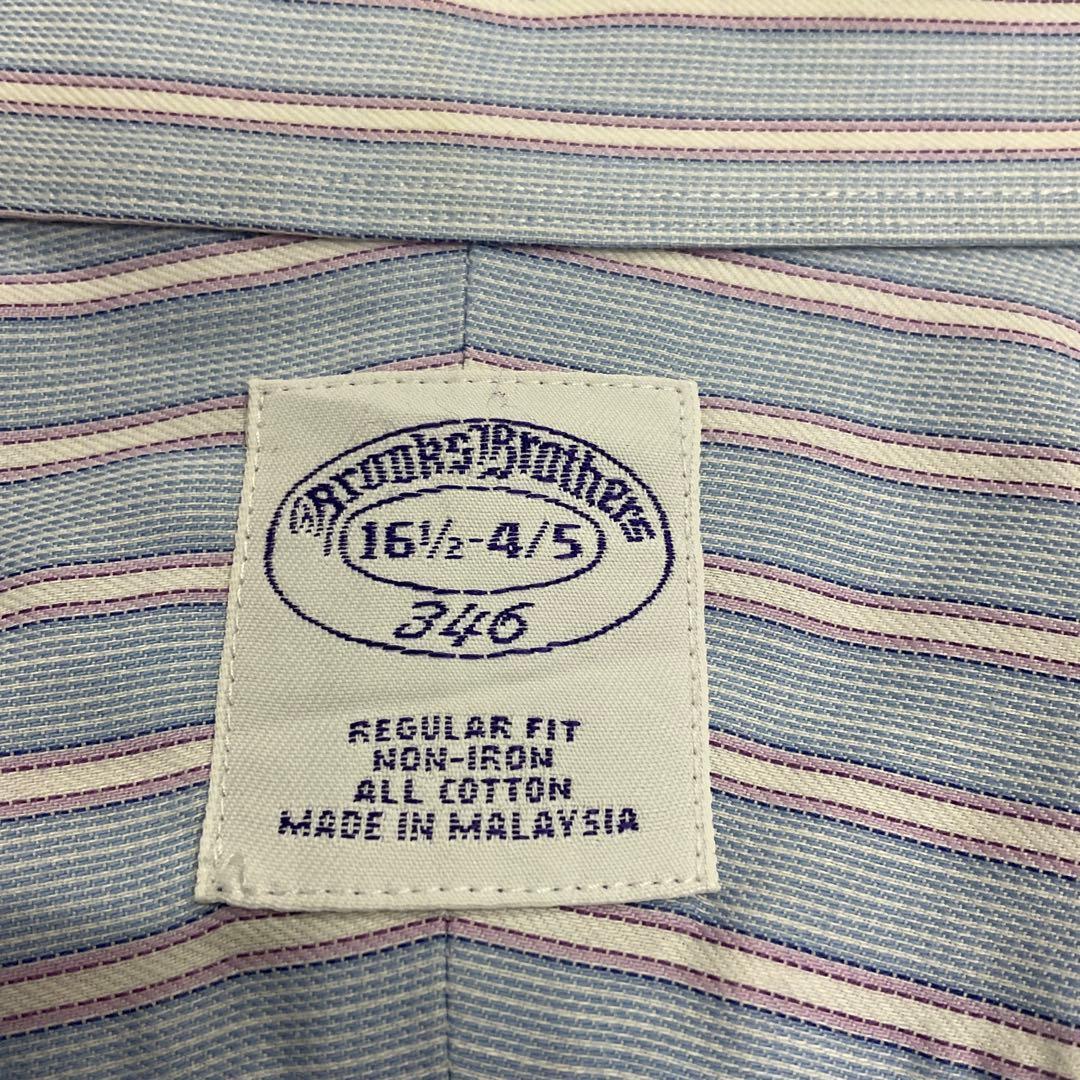 Brooks Brothers
16½-4/5
346
REGULAR FIT
NON-IRON
ALL COTTON
MADE IN MALAYSIA